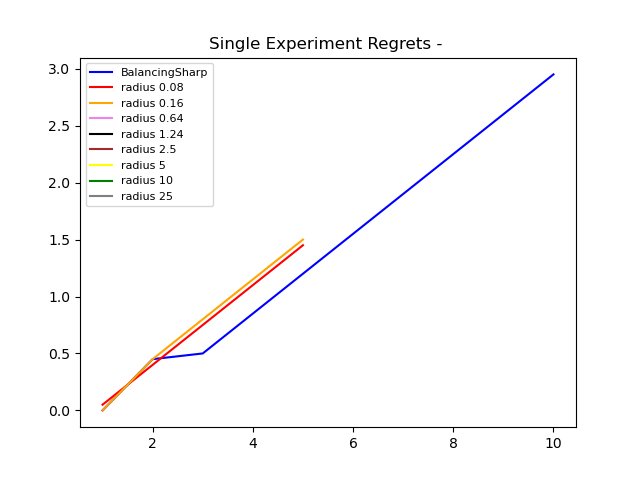 Single Experiment Regrets -
3.0
2.5
2.0
1.5
1.0
0.5
0.0
BalancingSharp
radius 0.08
radius 0.16
radius 0.64
radius 1.24
radius 2.5
radius 5
radius 10
radius 25
2 4 6 8 10